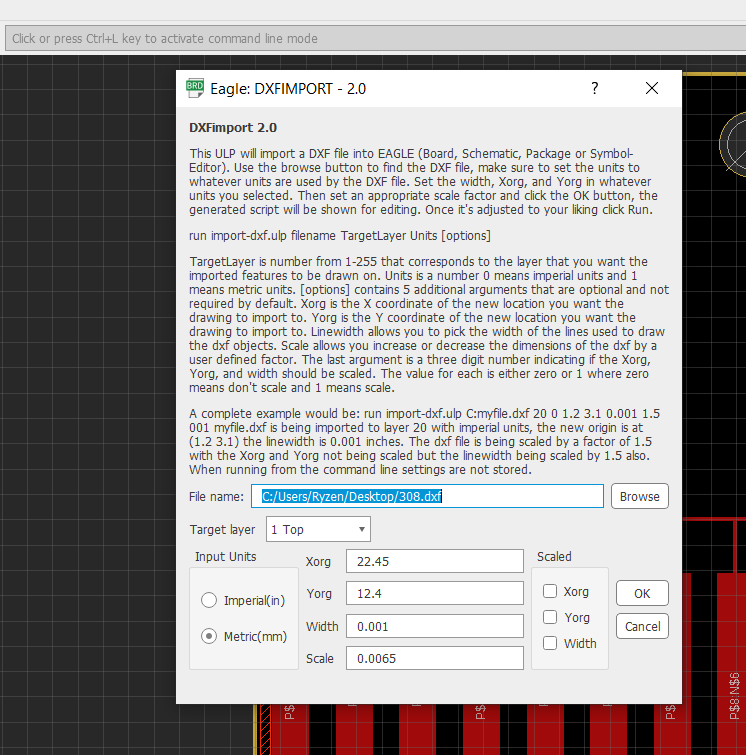 Click or press Ctrl+L key to activate command line mode
BRD
Eagle: DXFIMPORT - 2.0
?
DXFimport 2.0
This ULP will import a DXF file into EAGLE (Board, Schematic, Package or Symbol-
Editor). Use the browse button to find the DXF file, make sure to set the units to
whatever units are used by the DXF file. Set the width, Xorg, and Yorg in whatever
units you selected. Then set an appropriate scale factor and click the OK button, the
generated script will be shown for editing. Once it's adjusted to your liking click Run.
run import-dxf.ulp filename TargetLayer Units [options]
TargetLayer is number from 1-255 that corresponds to the layer that you want the
imported features to be drawn on. Units is a number 0 means imperial units and 1
means metric units. [options] contains 5 additional arguments that are optional and not
required by default. Xorg is the X coordinate of the new location you want the
drawing to import to. Yorg is the Y coordinate of the new location you want the
drawing to import to. Linewidth allows you to pick the width of the lines used to draw
the dxf objects. Scale allows you increase or decrease the dimensions of the dxf by a
user defined factor. The last argument is a three digit number indicating if the Xorg,
Yorg, and width should be scaled. The value for each is either zero or 1 where zero
means don't scale and 1 means scale.
A complete example would be: run import-dxf.ulp C:myfile.dxf 20 0 1.2 3.1 0.001 1.5
001 myfile.dxf is being imported to layer 20 with imperial units, the new origin is at
(1.2 3.1) the linewidth is 0.001 inches. The dxf file is being scaled by a factor of 1.5
with the Xorg and Yorg not being scaled but the linewidth being scaled by 1.5 also.
When running from the command line settings are not stored.
File name: C:/Users/Ryzen/Desktop/308.dxf Browse
Target layer 1 Top
Input Units
Imperial(in)
Metric(mm)
Xorg 22.45
Yorg 12.4
Width 0.001
Scale 0.0065
Scaled
Xorg
Yorg
Width
OK
Cancel
P$8:N$6